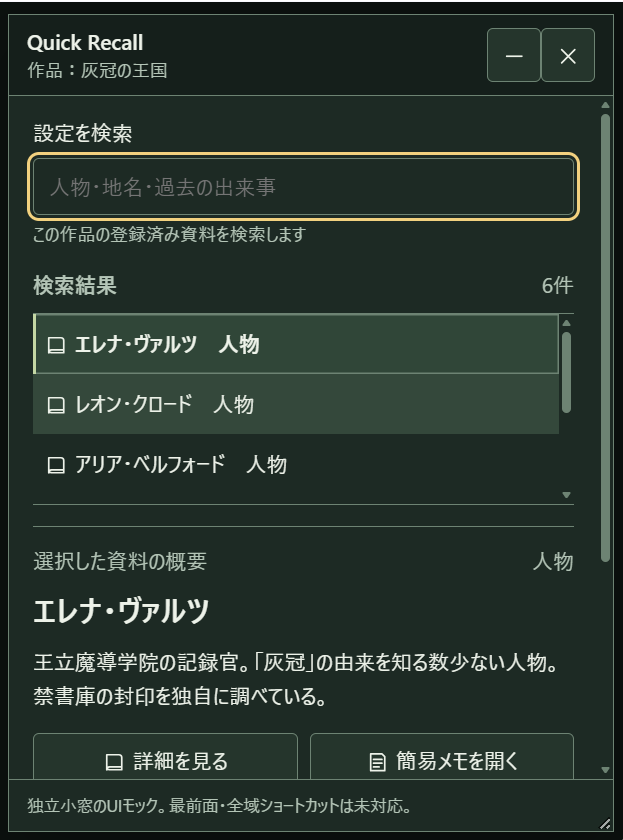 Quick Recall
作品：灰冠の王国
設定を検索
人物・地名・過去の出来事
この作品の登録済み資料を検索します
検索結果 6件
エレナ・ヴァルツ 人物
レオン・クロード 人物
アリア・ベルフォード 人物
選択した資料の概要 人物
エレナ・ヴァルツ
王立魔導学院の記録官。「灰冠」の由来を知る数少ない人物。
禁書庫の封印を独自に調べている。
詳細を見る 簡易メモを開く
独立小窓のUIモック。最前面・全域ショートカットは未対応。